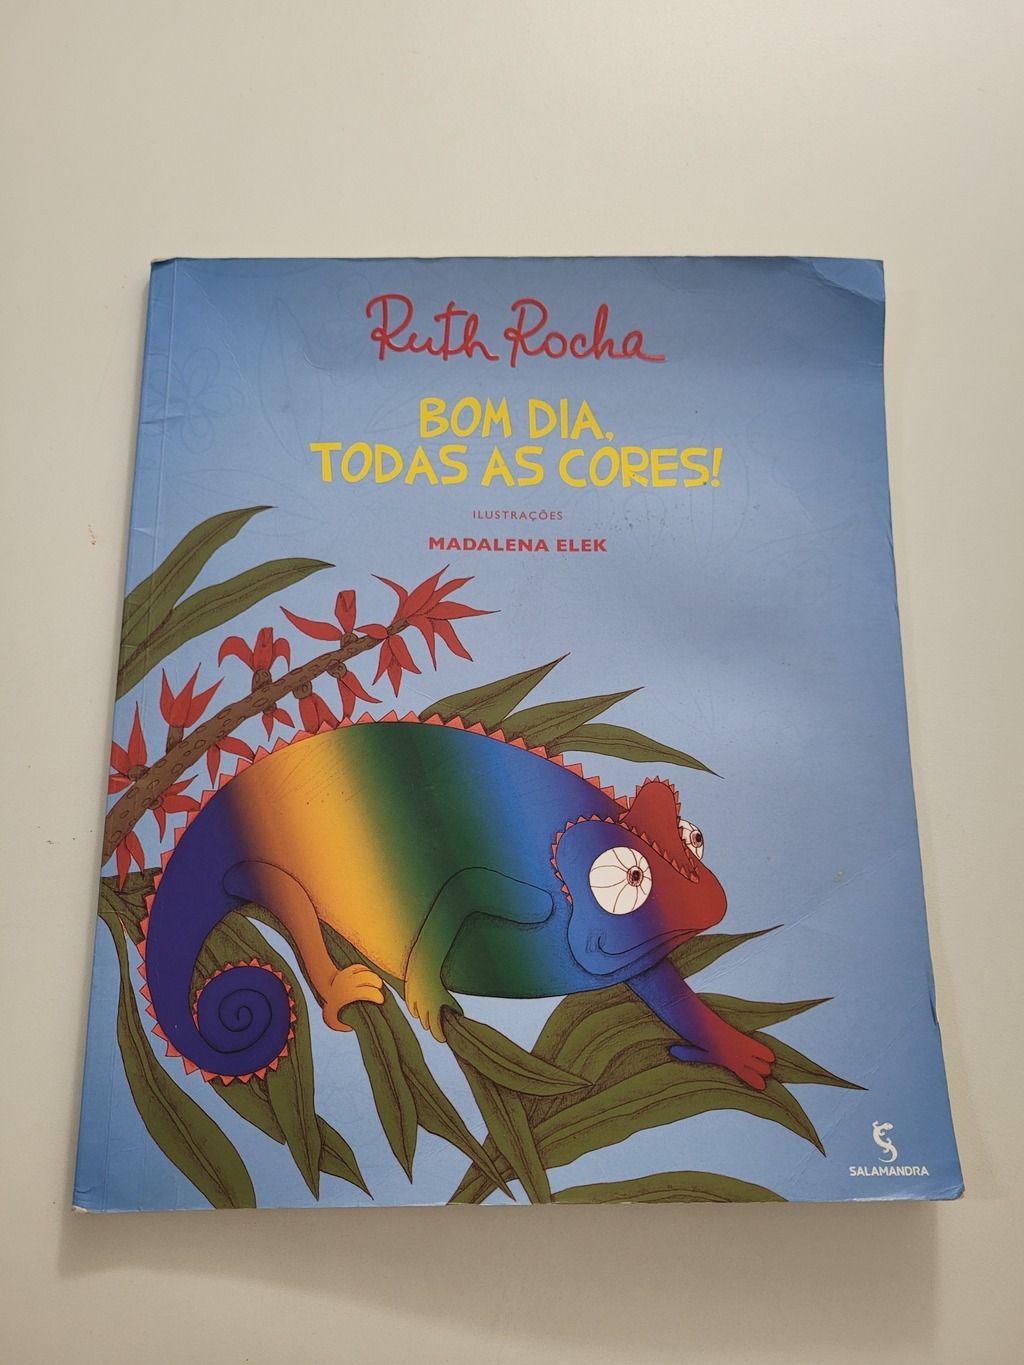 Ruth Rocha
BOM DIA,
TODAS AS CORES!
ILUSTRAÇÕES
MADALENA ELEK
SALAMANDRA